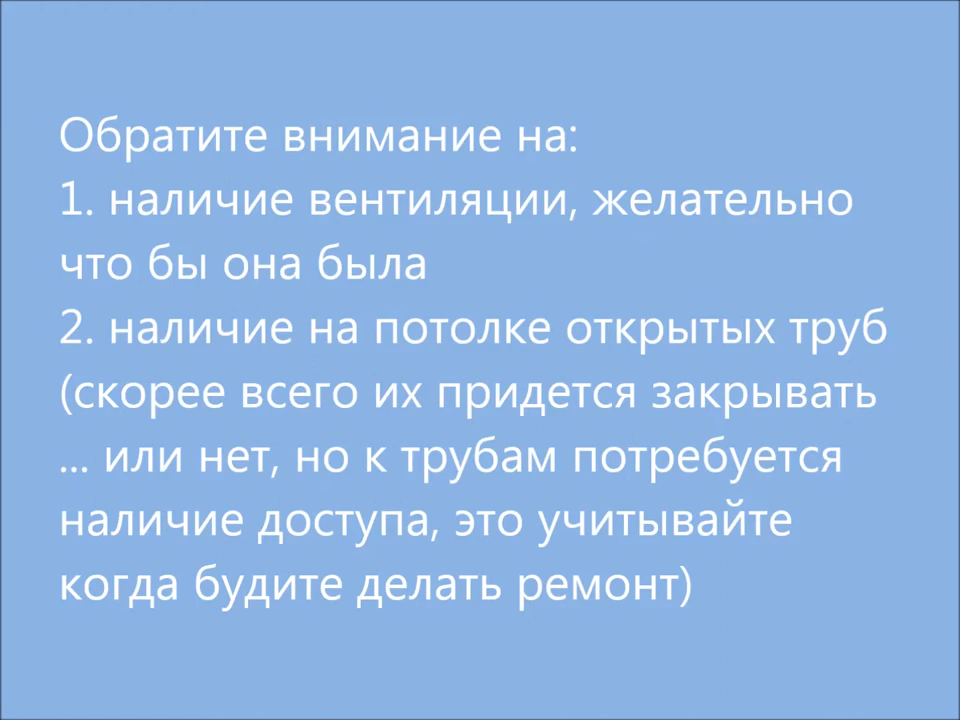 Обратите внимание на:
1. наличие вентиляции, желательно
что бы она была
2. наличие на потолке открытых труб
(скорее всего их придется закрывать
... или нет, но к трубам потребуется
наличие доступа, это учитывайте
когда будите делать ремонт)